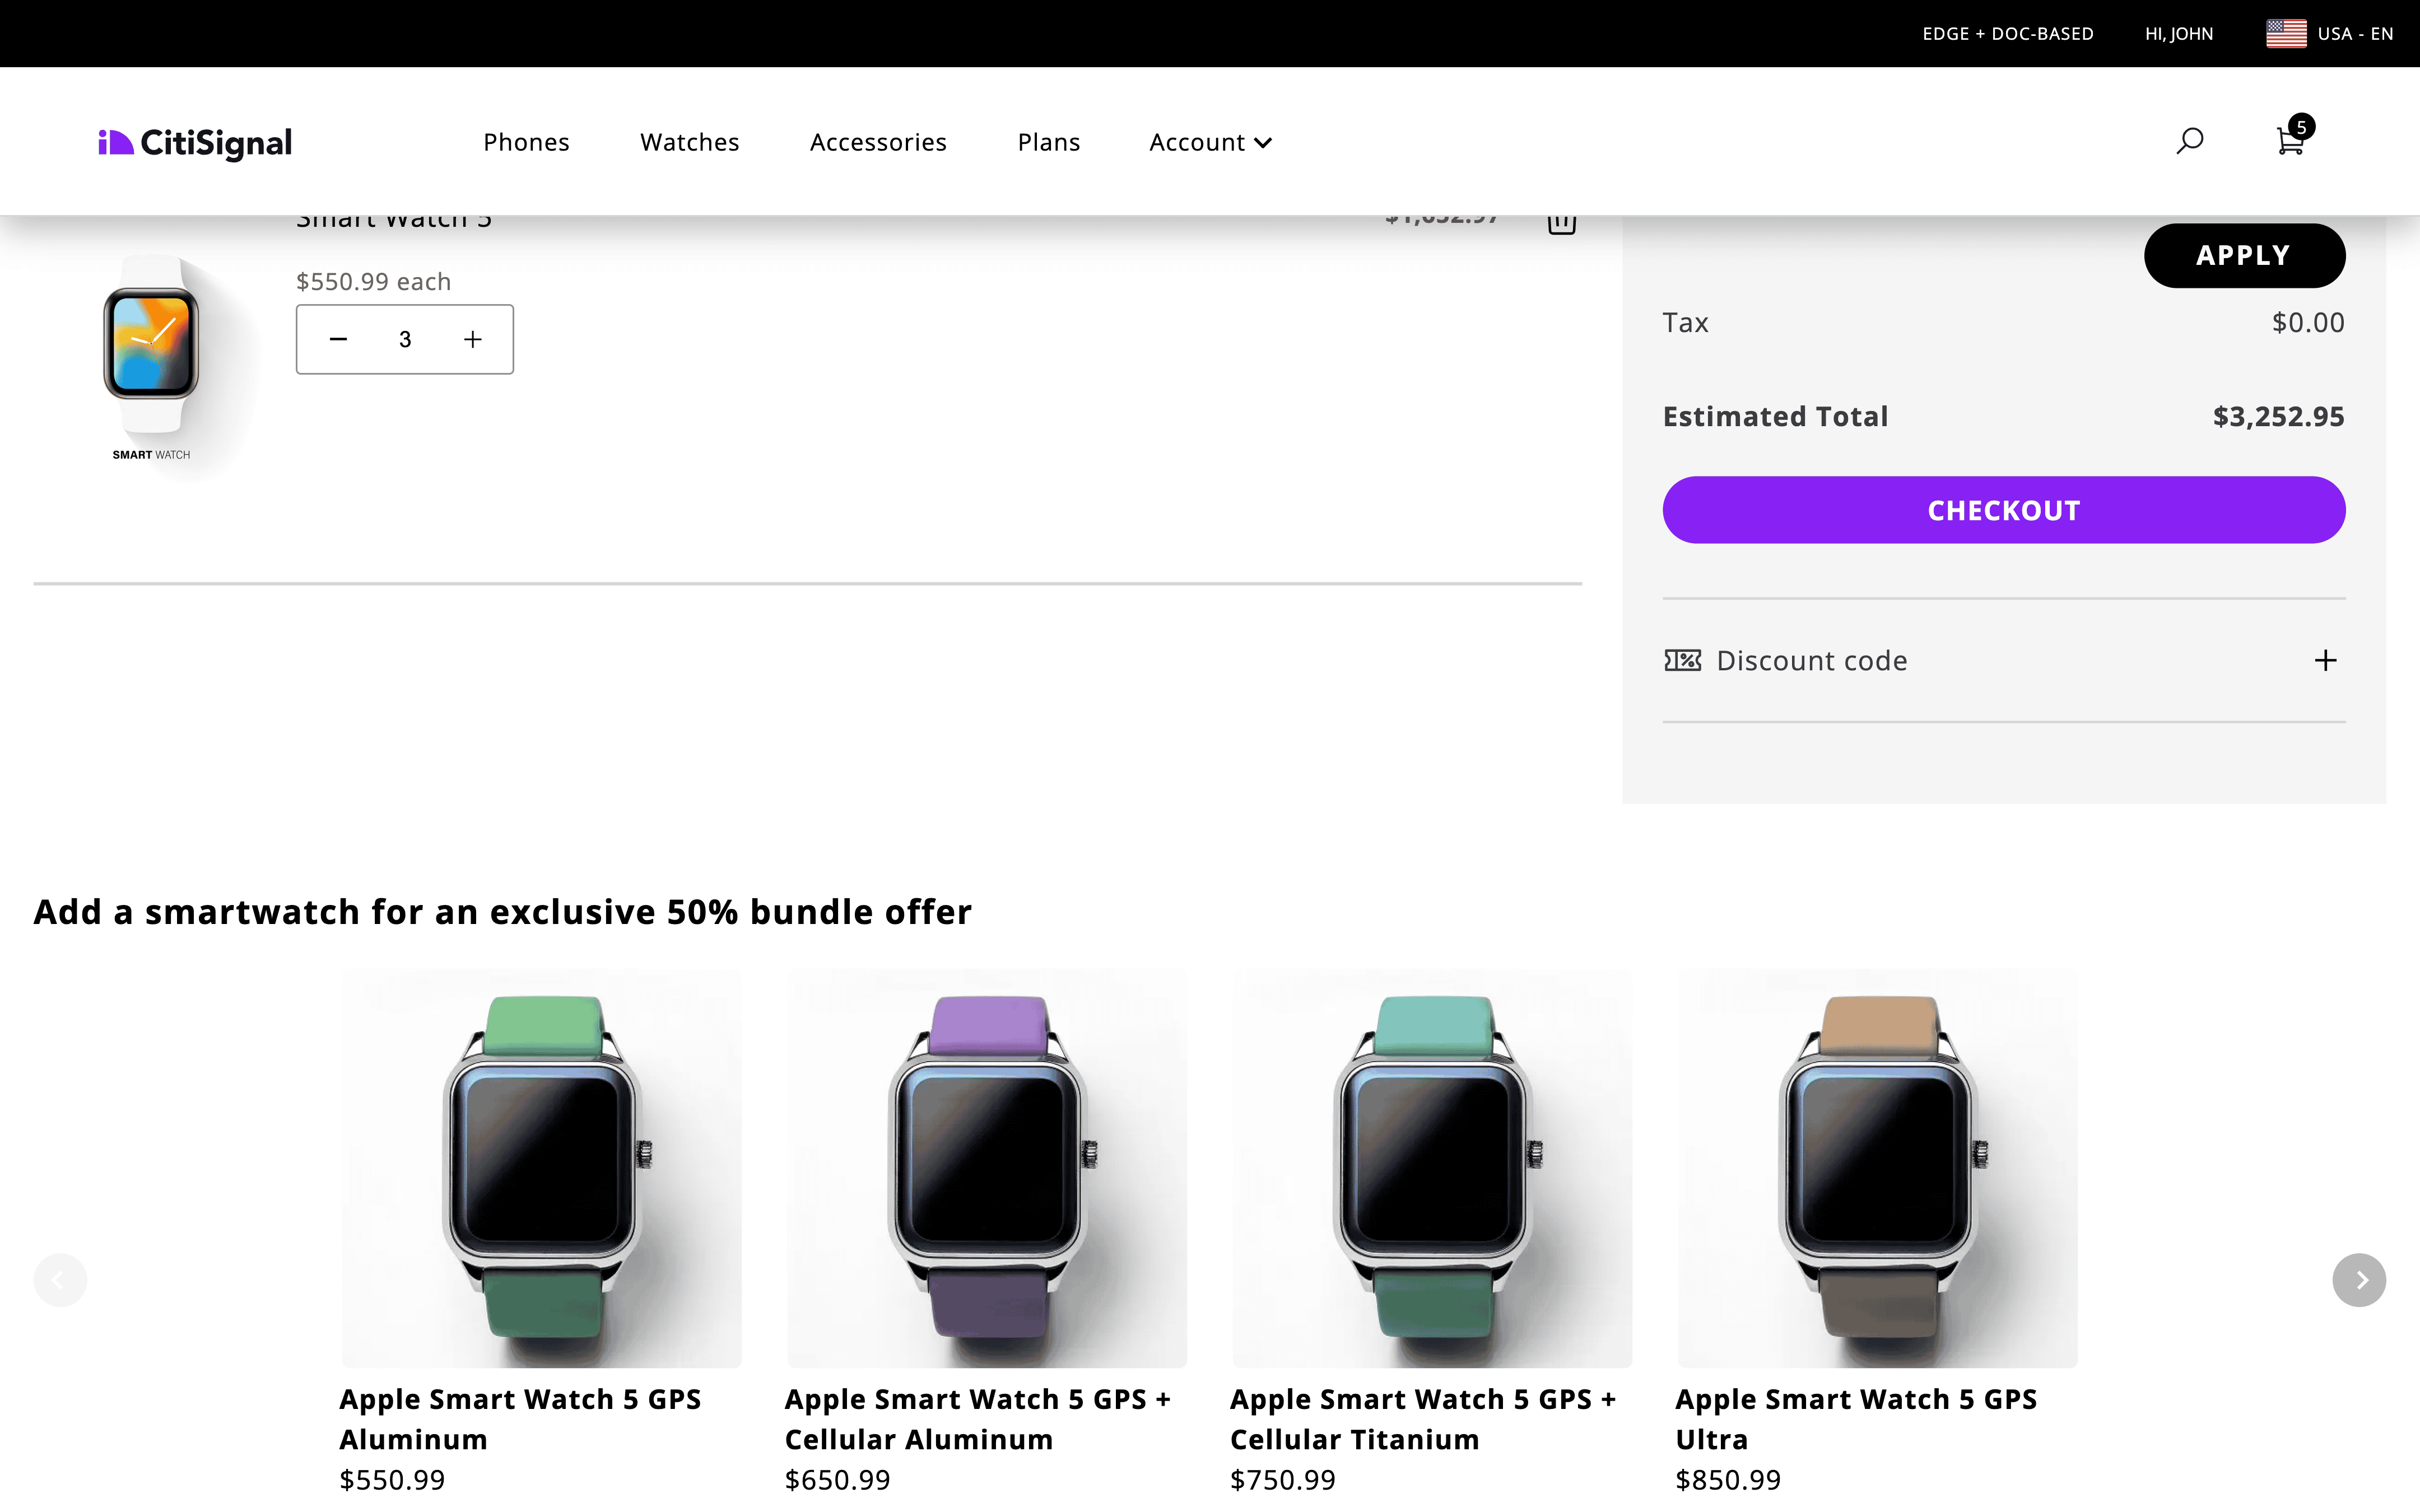 EDGE + DOC-BASED HI, JOHN USA - EN
CitiSignal Phones Watches Accessories Plans Account 5
Smart Watch 5 $1,652.97
APPLY
$550.99 each
3
Tax $0.00
Estimated Total $3,252.95
SMART WATCH
CHECKOUT
Discount code
Add a smartwatch for an exclusive 50% bundle offer
Apple Smart Watch 5 GPS
Aluminum
$550.99
Apple Smart Watch 5 GPS +
Cellular Aluminum
$650.99
Apple Smart Watch 5 GPS +
Cellular Titanium
$750.99
Apple Smart Watch 5 GPS
Ultra
$850.99